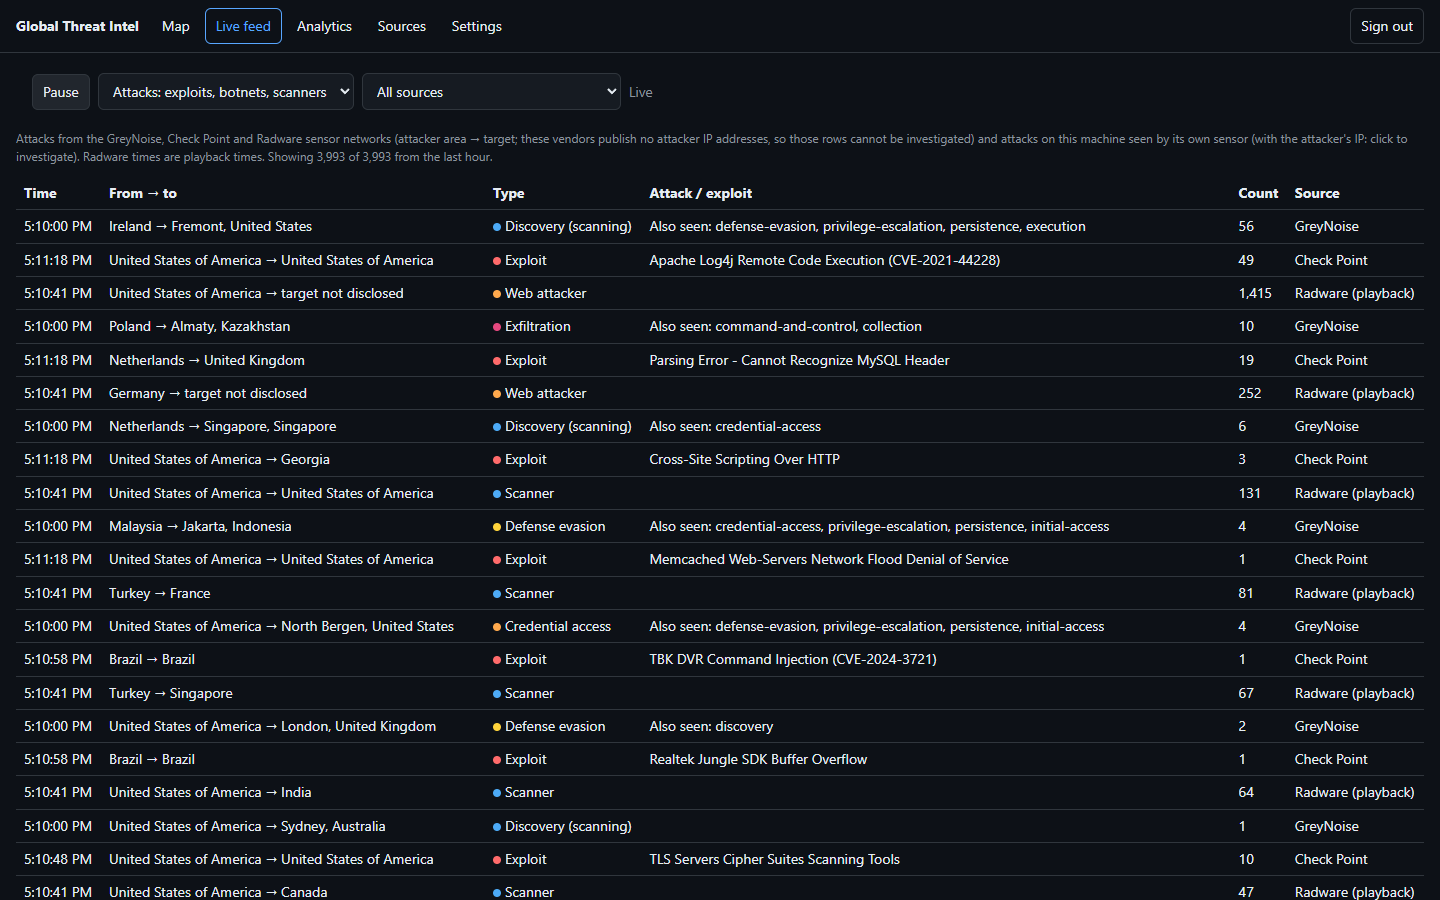 Global Threat Intel Map Live feed Analytics Sources Settings Sign out
Pause Attacks: exploits, botnets, scanners All sources Live
Attacks from the GreyNoise, Check Point and Radware sensor networks (attacker area → target; these vendors publish no attacker IP addresses, so those rows cannot be investigated) and attacks on this machine seen by its own sensor (with the attacker's IP: click to
investigate). Radware times are playback times. Showing 3,993 of 3,993 from the last hour.
Time From → to Type Attack / exploit Count Source
5:10:00 PM Ireland → Fremont, United States Discovery (scanning) Also seen: defense-evasion, privilege-escalation, persistence, execution 56 GreyNoise
5:11:18 PM United States of America → United States of America Exploit Apache Log4j Remote Code Execution (CVE-2021-44228) 49 Check Point
5:10:41 PM United States of America → target not disclosed Web attacker 1,415 Radware (playback)
5:10:00 PM Poland → Almaty, Kazakhstan Exfiltration Also seen: command-and-control, collection 10 GreyNoise
5:11:18 PM Netherlands → United Kingdom Exploit Parsing Error - Cannot Recognize MySQL Header 19 Check Point
5:10:41 PM Germany → target not disclosed Web attacker 252 Radware (playback)
5:10:00 PM Netherlands → Singapore, Singapore Discovery (scanning) Also seen: credential-access 6 GreyNoise
5:11:18 PM United States of America → Georgia Exploit Cross-Site Scripting Over HTTP 3 Check Point
5:10:41 PM United States of America → United States of America Scanner 131 Radware (playback)
5:10:00 PM Malaysia → Jakarta, Indonesia Defense evasion Also seen: credential-access, privilege-escalation, persistence, initial-access 4 GreyNoise
5:11:18 PM United States of America → United States of America Exploit Memcached Web-Servers Network Flood Denial of Service 1 Check Point
5:10:41 PM Turkey → France Scanner 81 Radware (playback)
5:10:00 PM United States of America → North Bergen, United States Credential access Also seen: defense-evasion, privilege-escalation, persistence, initial-access 4 GreyNoise
5:10:58 PM Brazil → Brazil Exploit TBK DVR Command Injection (CVE-2024-3721) 1 Check Point
5:10:41 PM Turkey → Singapore Scanner 67 Radware (playback)
5:10:00 PM United States of America → London, United Kingdom Defense evasion Also seen: discovery 2 GreyNoise
5:10:58 PM Brazil → Brazil Exploit Realtek Jungle SDK Buffer Overflow 1 Check Point
5:10:41 PM United States of America → India Scanner 64 Radware (playback)
5:10:00 PM United States of America → Sydney, Australia Discovery (scanning) 1 GreyNoise
5:10:48 PM United States of America → United States of America Exploit TLS Servers Cipher Suites Scanning Tools 10 Check Point
5:10:41 PM United States of America → Canada Scanner 47 Radware (playback)